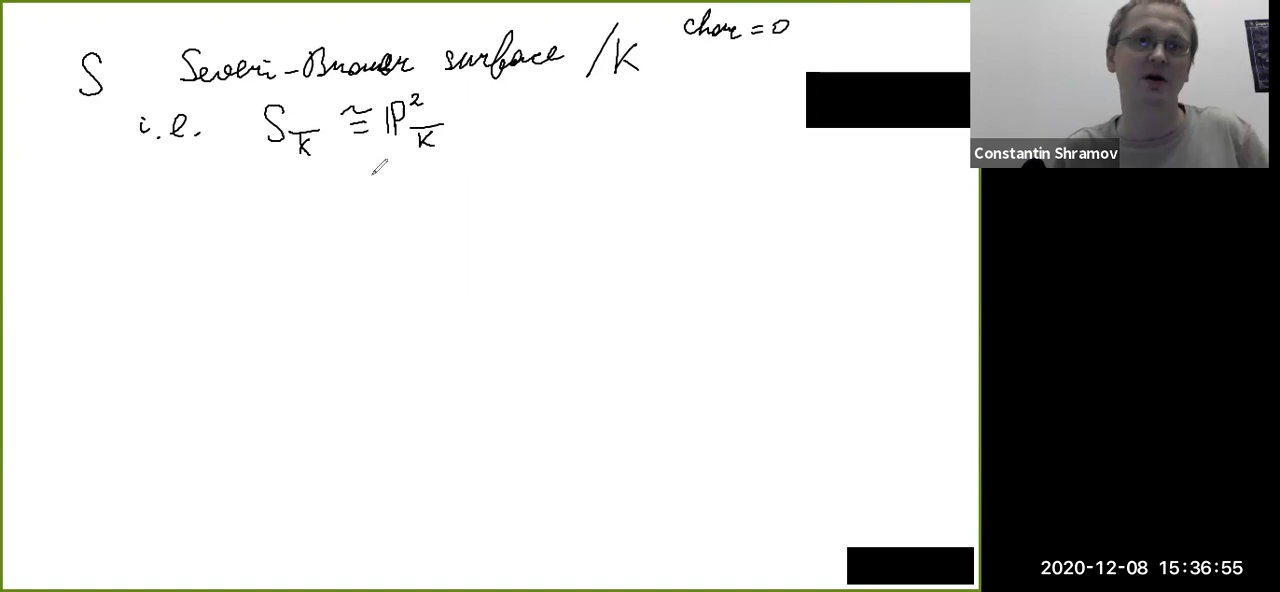 S Severi-Brauer surface /K char = 0
i.e. S_K̅ ≅ ℙ²_K̅
Constantin Shramov
2020-12-08 15:36:55